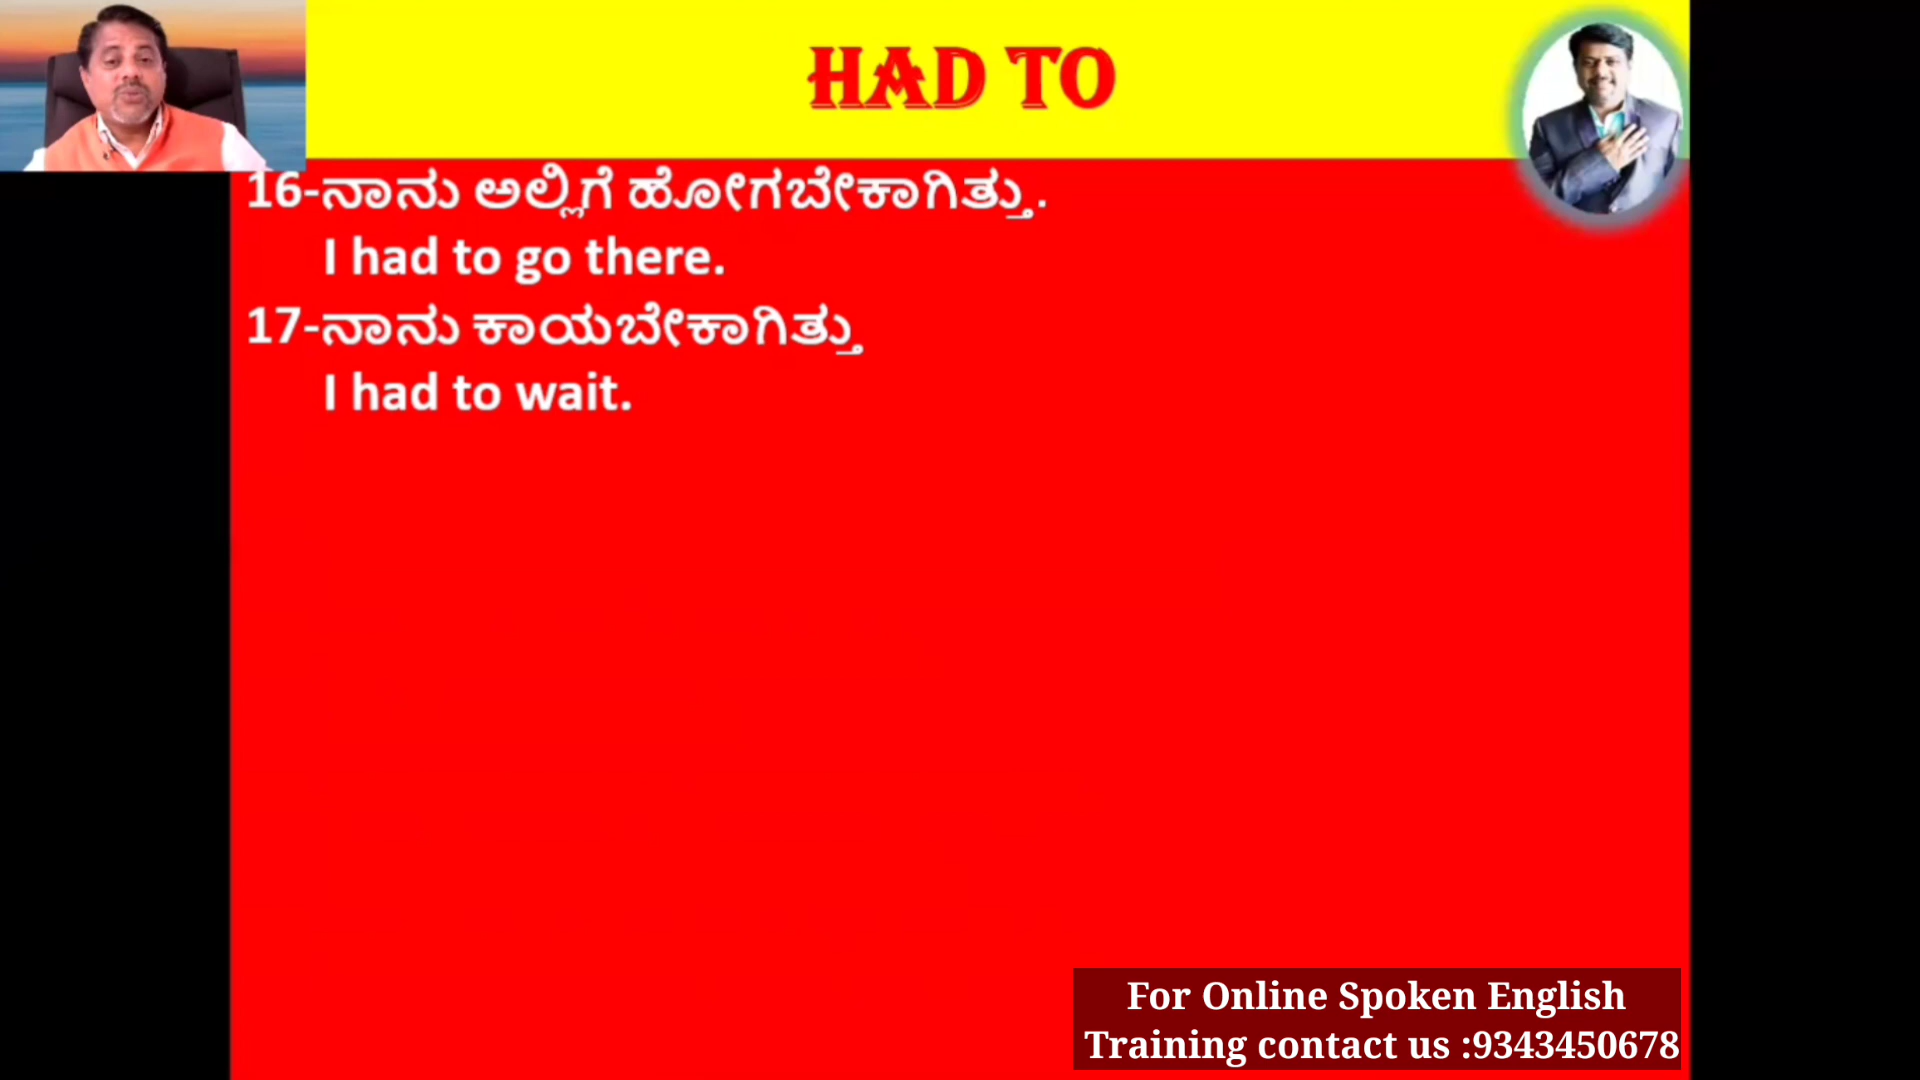 HAD TO
16-ನಾನು ಅಲ್ಲಿಗೆ ಹೋಗಬೇಕಾಗಿತ್ತು.
I had to go there.
17-ನಾನು ಕಾಯಬೇಕಾಗಿತ್ತು
I had to wait.
For Online Spoken English
Training contact us :9343450678